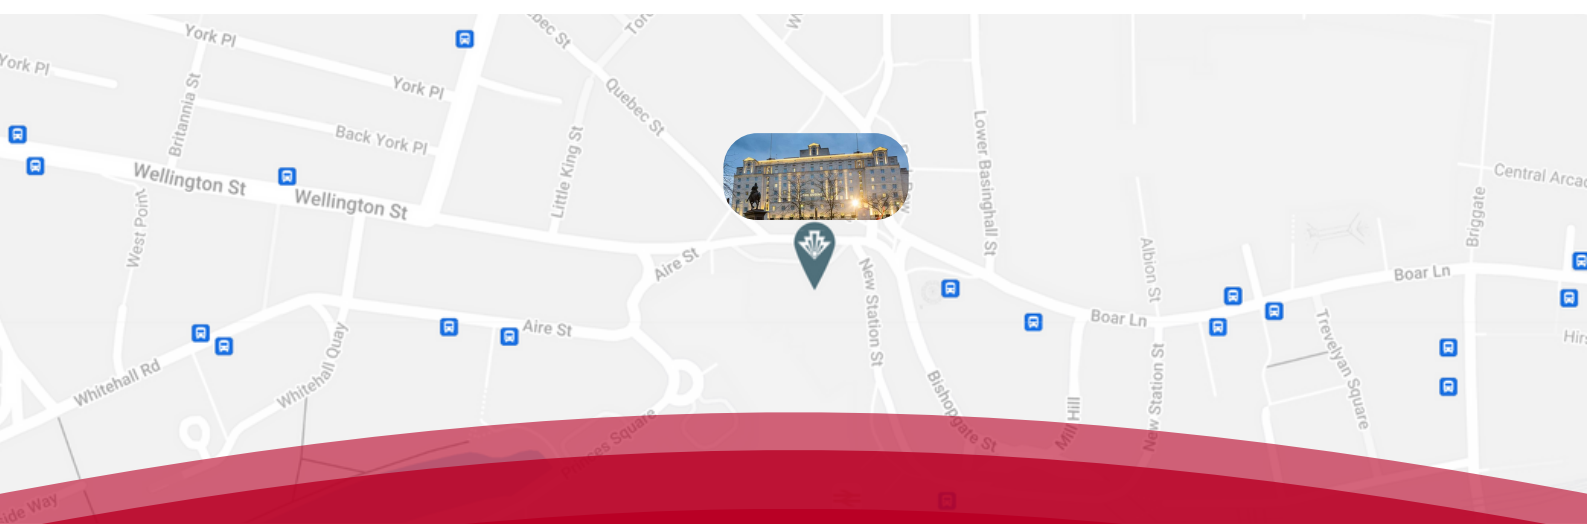 York Pl
bec St
York Pl
Britannia St
York Pl
Quebec St
Back York Pl
Little King St
Lower Basinghall St
Wellington St
Wellington St
Central Arcad
West Point
Briggate
Aire St
New Station St
Albion St
Boar Ln
Boar Ln
Aire St
Trevelyan Square
Whitehall Rd
Whitehall Quay
Bishopgate St
Mill Hill
New Station St
Princes Square
side Way